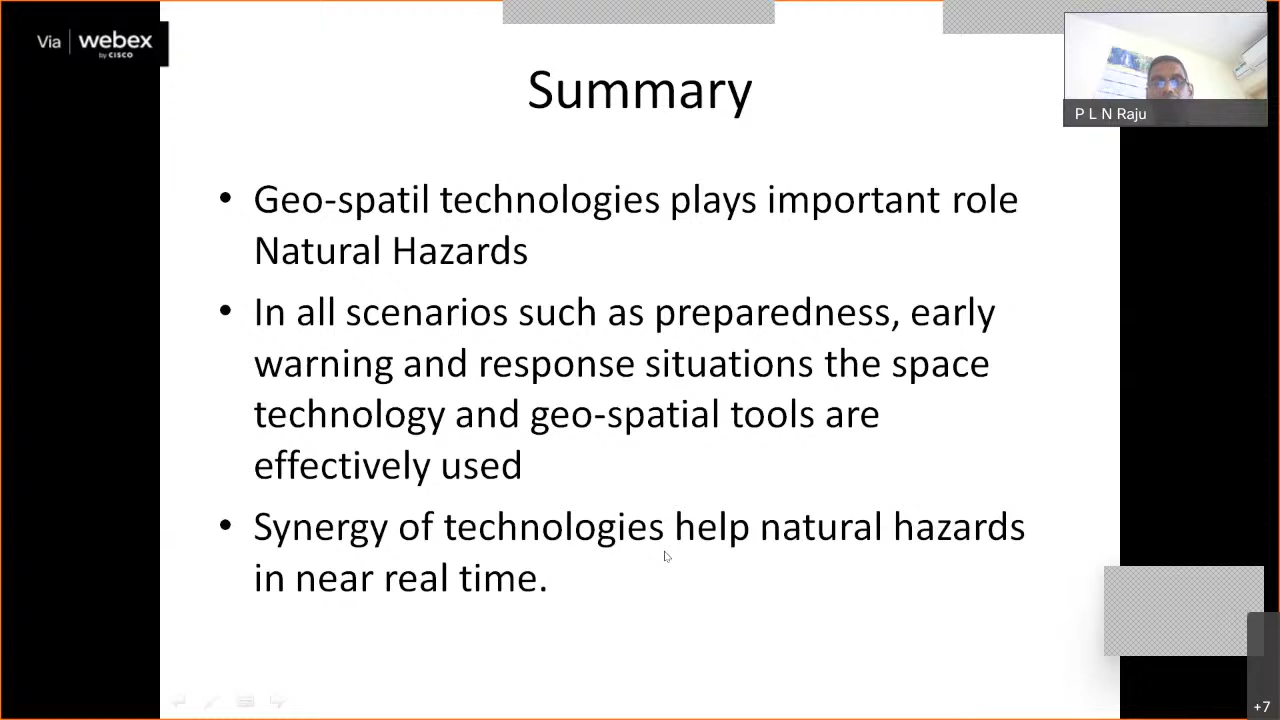 Via webex
by CISCO
Summary
P L N Raju
• Geo-spatil technologies plays important role
Natural Hazards
• In all scenarios such as preparedness, early
warning and response situations the space
technology and geo-spatial tools are
effectively used
• Synergy of technologies help natural hazards
in near real time.
+7